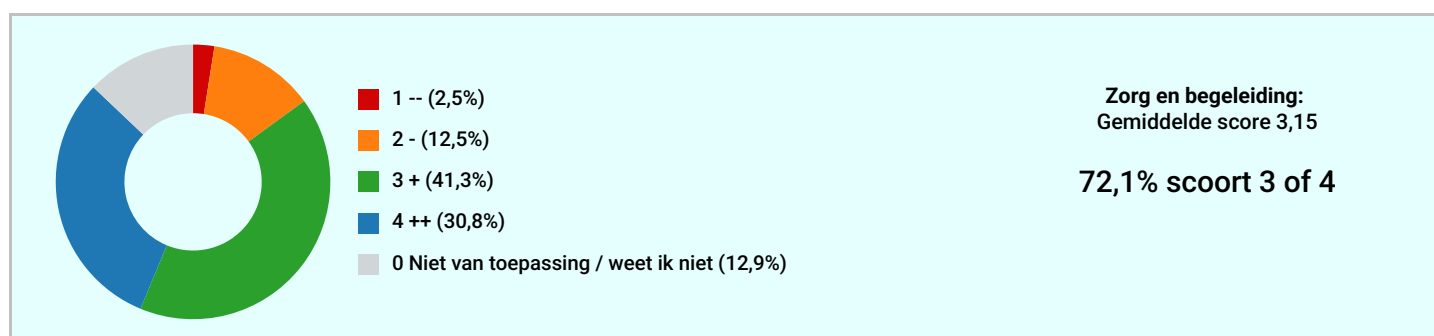 1 -- (2,5%)
2 - (12,5%)
3 + (41,3%)
4 ++ (30,8%)
0 Niet van toepassing / weet ik niet (12,9%)
Zorg en begeleiding:
Gemiddelde score 3,15
72,1% scoort 3 of 4